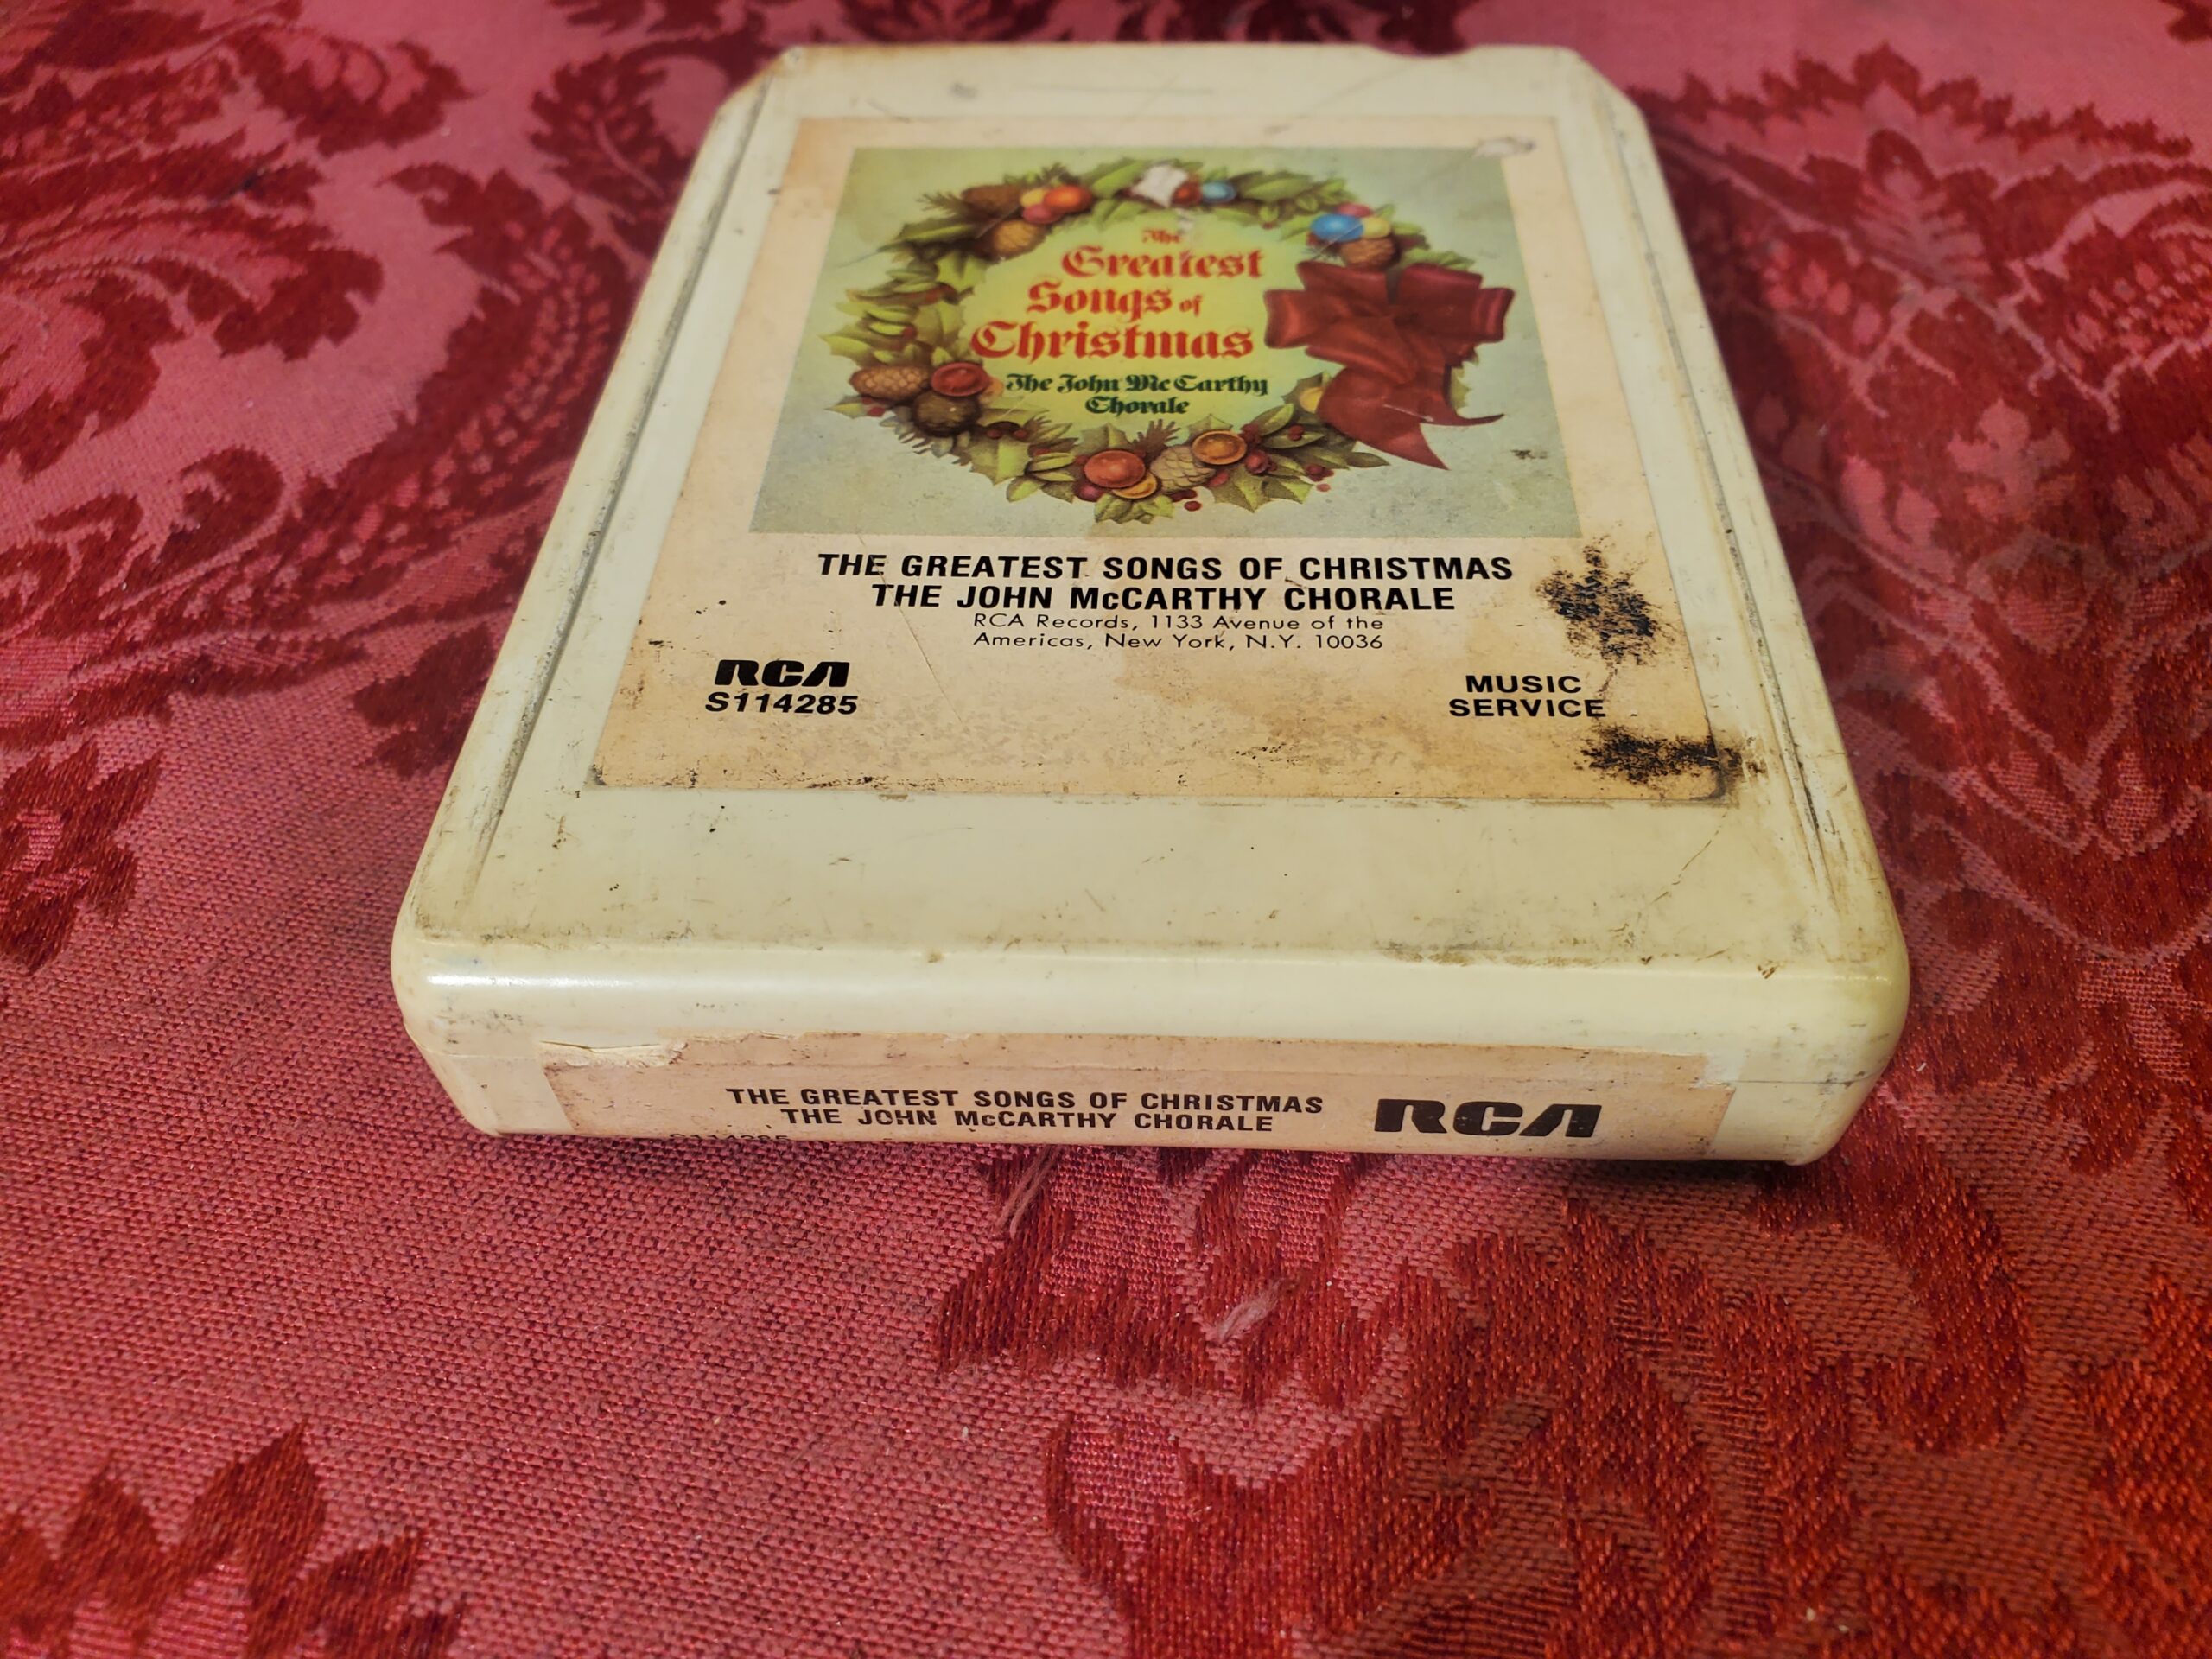 The
Greatest
Songs of
Christmas
The John Mc Carthy
Chorale
THE GREATEST SONGS OF CHRISTMAS
THE JOHN McCARTHY CHORALE
RCA Records, 1133 Avenue of the
Americas, New York, N.Y. 10036
RCA
S114285
MUSIC
SERVICE
THE GREATEST SONGS OF CHRISTMAS
THE JOHN McCARTHY CHORALE
RCA